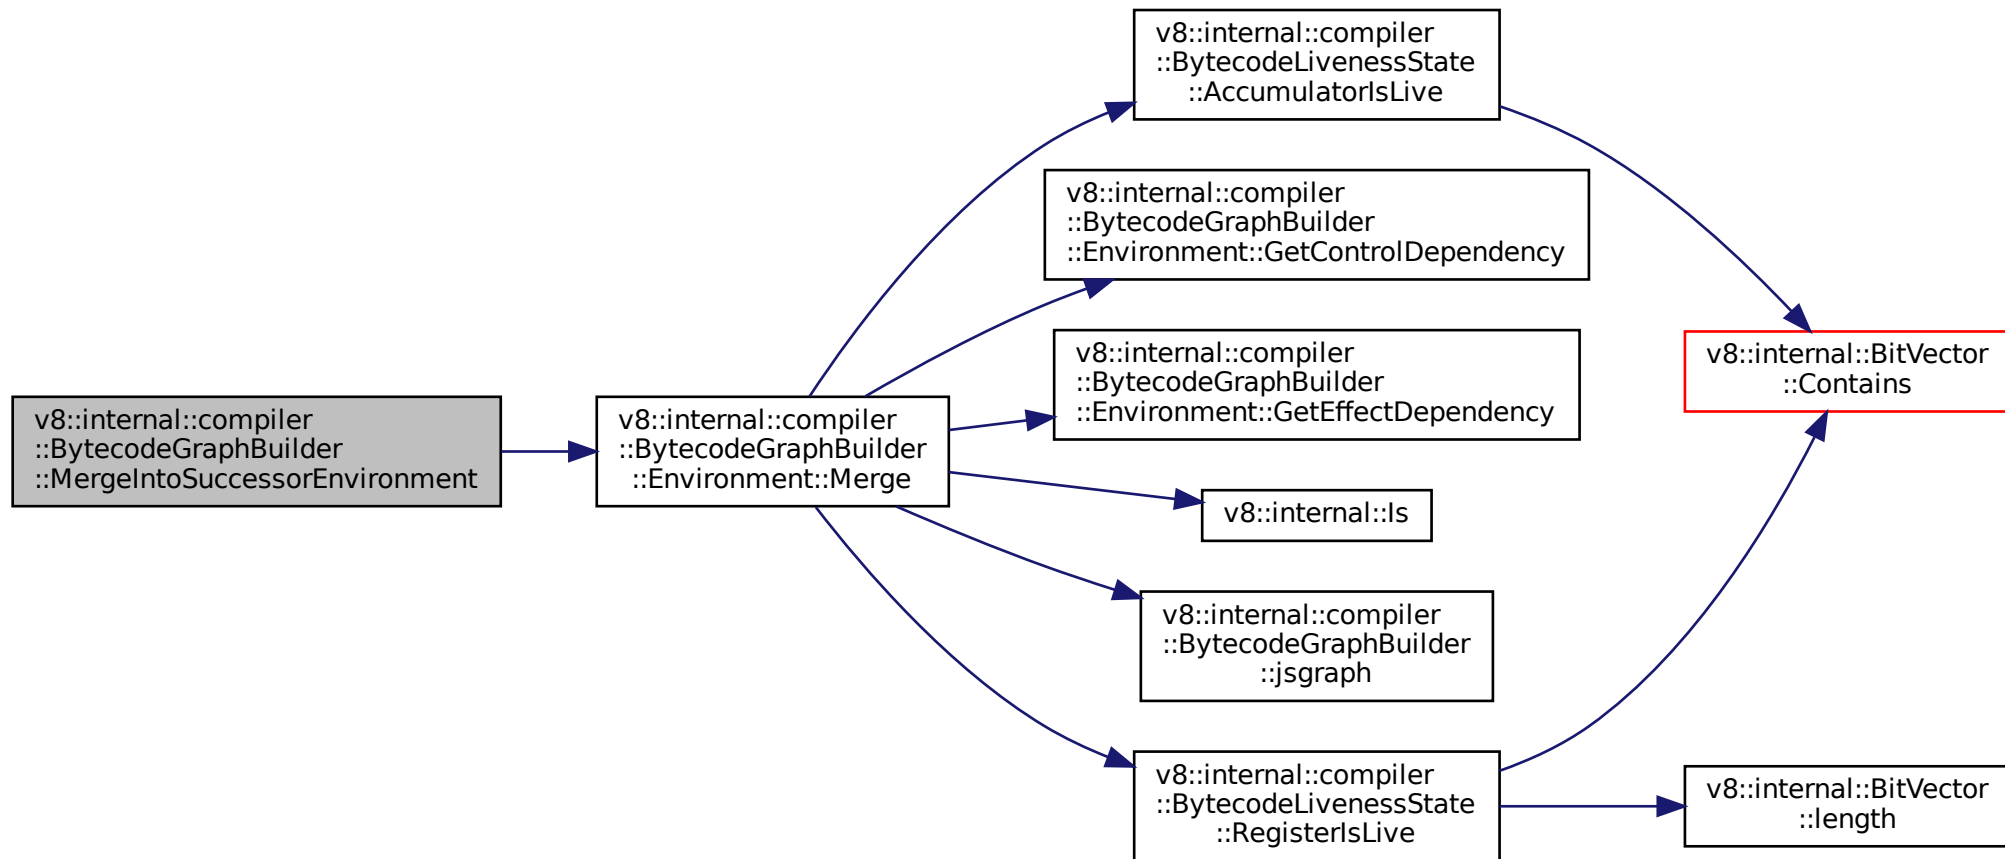 v8::internal::compiler
::BytecodeGraphBuilder
::MergeIntoSuccessorEnvironment
v8::internal::compiler
::BytecodeGraphBuilder
::Environment::Merge
v8::internal::compiler
::BytecodeLivenessState
::AccumulatorIsLive
v8::internal::compiler
::BytecodeGraphBuilder
::Environment::GetControlDependency
v8::internal::compiler
::BytecodeGraphBuilder
::Environment::GetEffectDependency
v8::internal::Is
v8::internal::compiler
::BytecodeGraphBuilder
::jsgraph
v8::internal::compiler
::BytecodeLivenessState
::RegisterIsLive
v8::internal::BitVector
::Contains
v8::internal::BitVector
::length